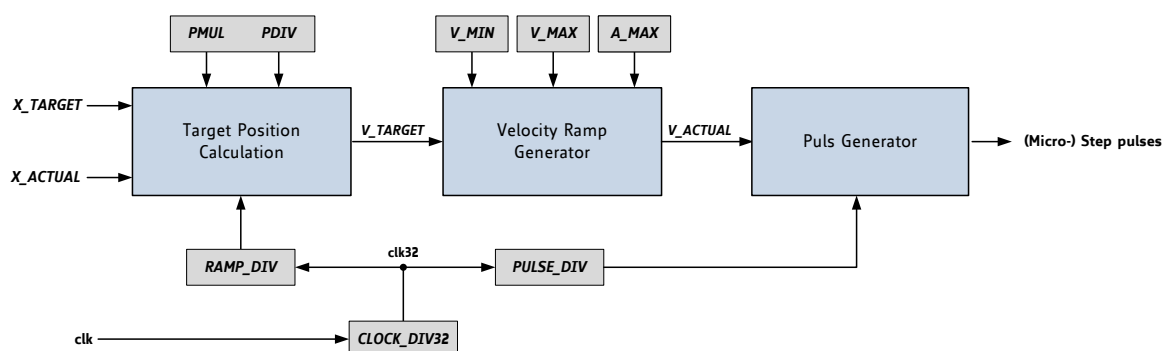 PMUL PDIV
V_MIN
V_MAX
A_MAX
X_TARGET
X_ACTUAL
Target Position
Calculation
V_TARGET
Velocity Ramp
Generator
V_ACTUAL
Puls Generator
(Micro-) Step pulses
RAMP_DIV
clk32
PULSE_DIV
clk
CLOCK_DIV32